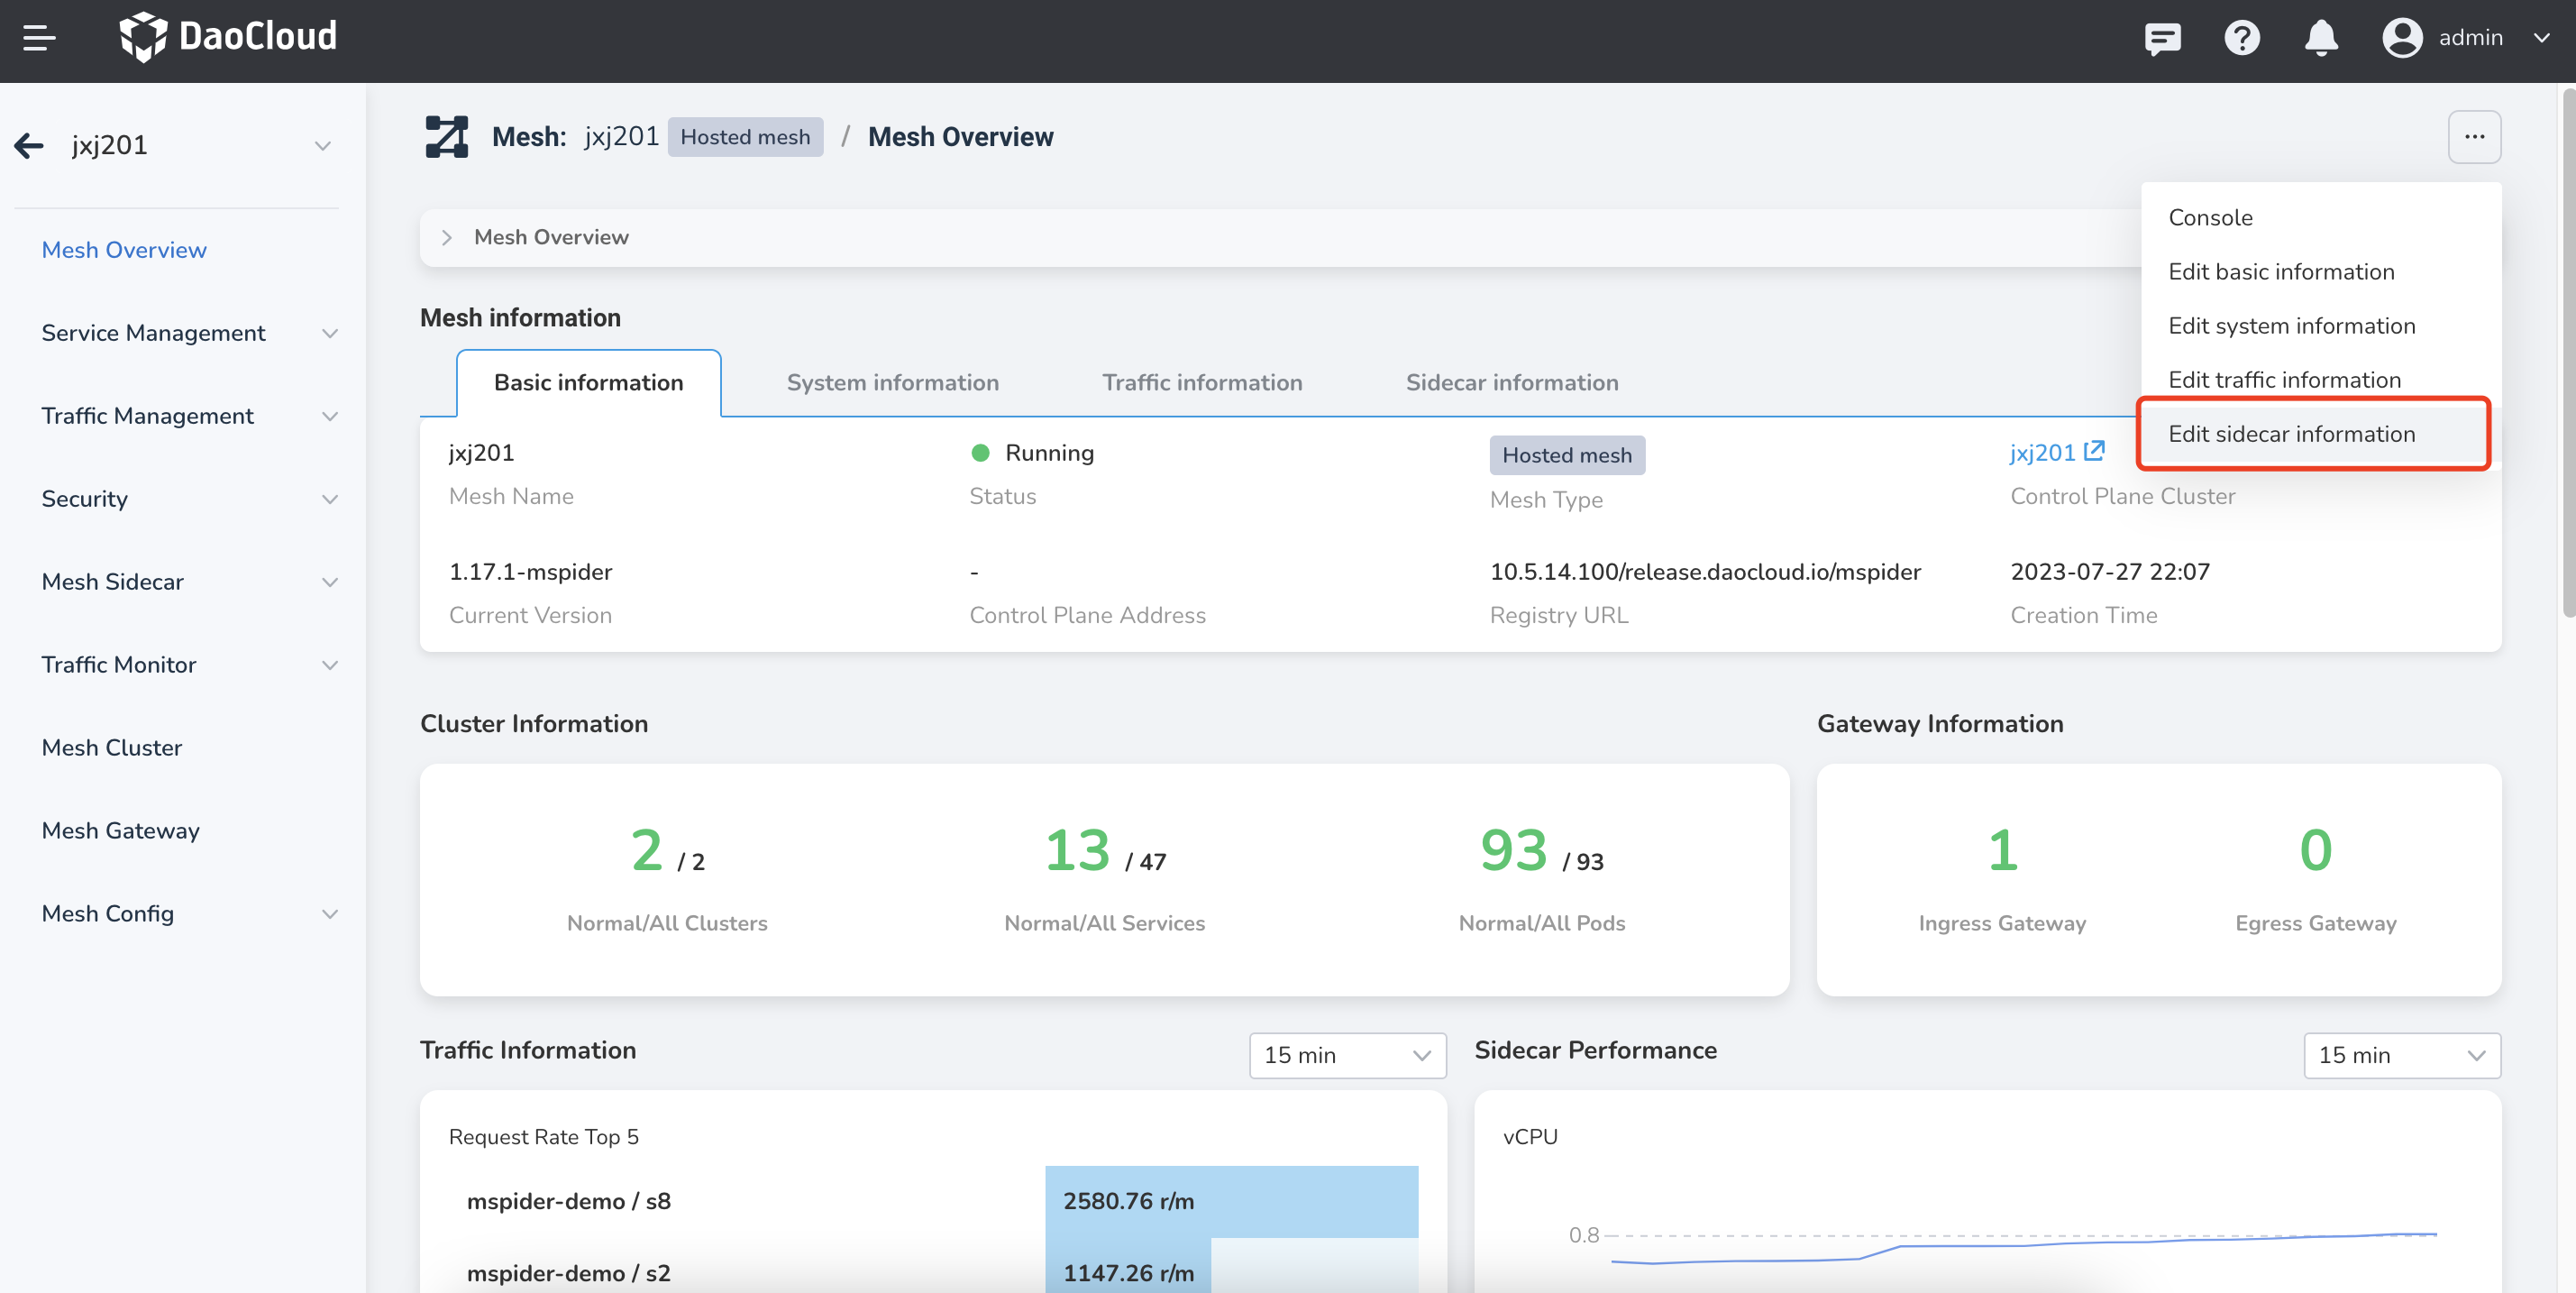 DaoCloud
admin
jxj201
Mesh: jxj201 Hosted mesh / Mesh Overview
...
Console
Edit basic information
Edit system information
Edit traffic information
Edit sidecar information
Mesh Overview
Service Management
Traffic Management
Security
Mesh Sidecar
Traffic Monitor
Mesh Cluster
Mesh Gateway
Mesh Config
Mesh Overview
Mesh information
Basic information System information Traffic information Sidecar information
jxj201 Running Hosted mesh jxj201
Mesh Name Status Mesh Type Control Plane Cluster
1.17.1-mspider - 10.5.14.100/release.daocloud.io/mspider 2023-07-27 22:07
Current Version Control Plane Address Registry URL Creation Time
Cluster Information
2 / 2 13 / 47 93 / 93
Normal/All Clusters Normal/All Services Normal/All Pods
Gateway Information
1 0
Ingress Gateway Egress Gateway
Traffic Information 15 min
Request Rate Top 5
mspider-demo / s8 2580.76 r/m
mspider-demo / s2 1147.26 r/m
Sidecar Performance 15 min
vCPU
0.8